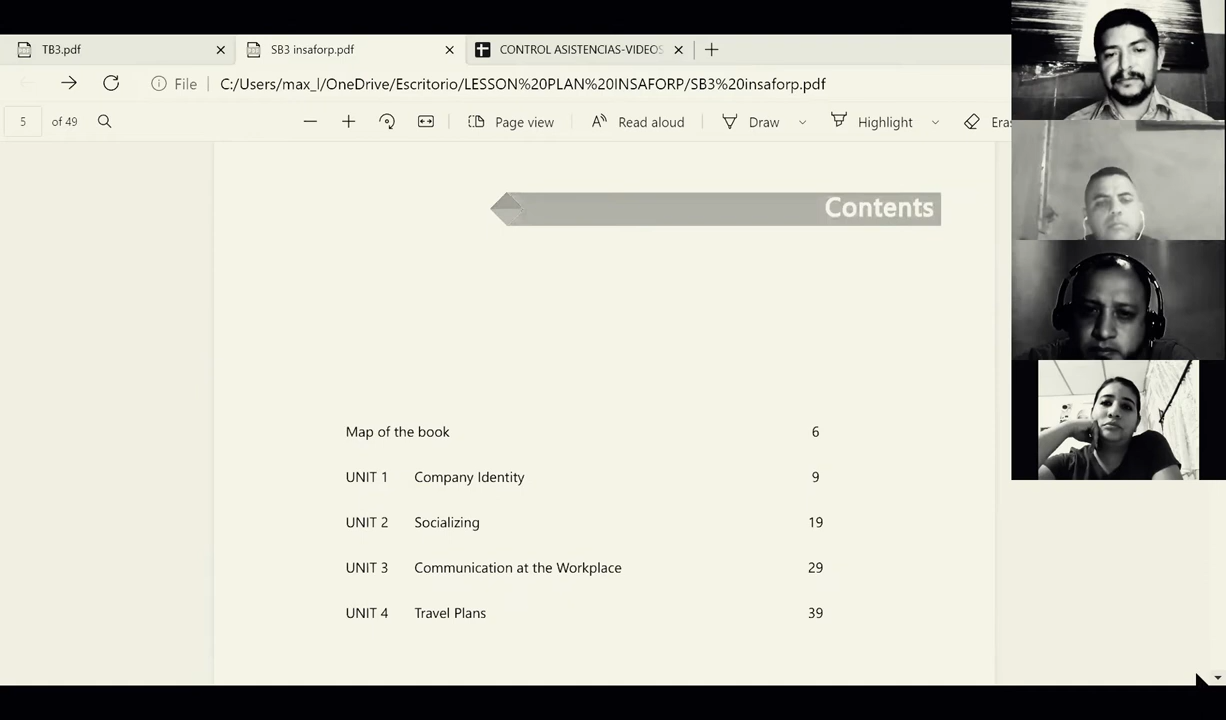 TB3.pdf
SB3 insaforp.pdf
CONTROL ASISTENCIAS-VIDEOS
File
C:/Users/max_l/OneDrive/Escritorio/LESSON%20PLAN%20INSAFORP/SB3%20insaforp.pdf
5 of 49
Page view
Read aloud
Draw
Highlight
Contents
Map of the book 6
UNIT 1 Company Identity 9
UNIT 2 Socializing 19
UNIT 3 Communication at the Workplace 29
UNIT 4 Travel Plans 39